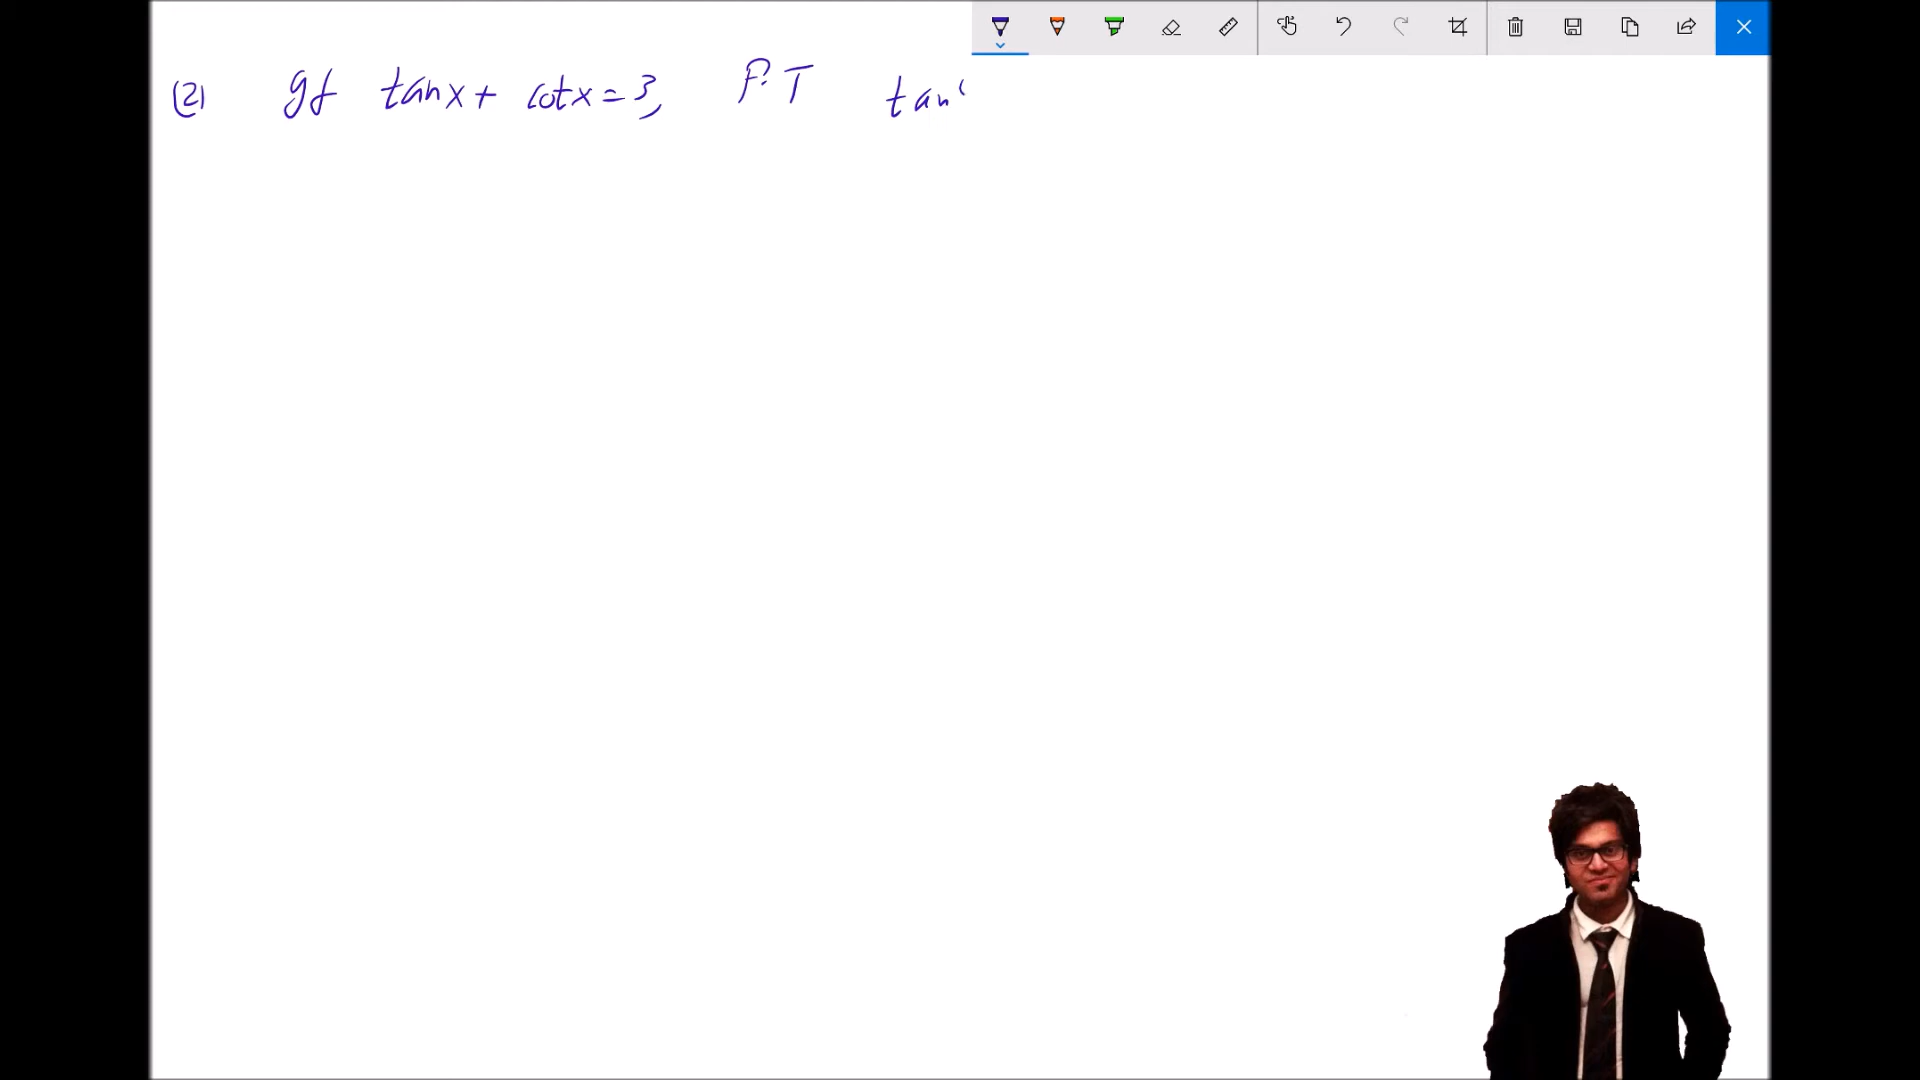 (2) If tanx + cotx = 3, P.T tan